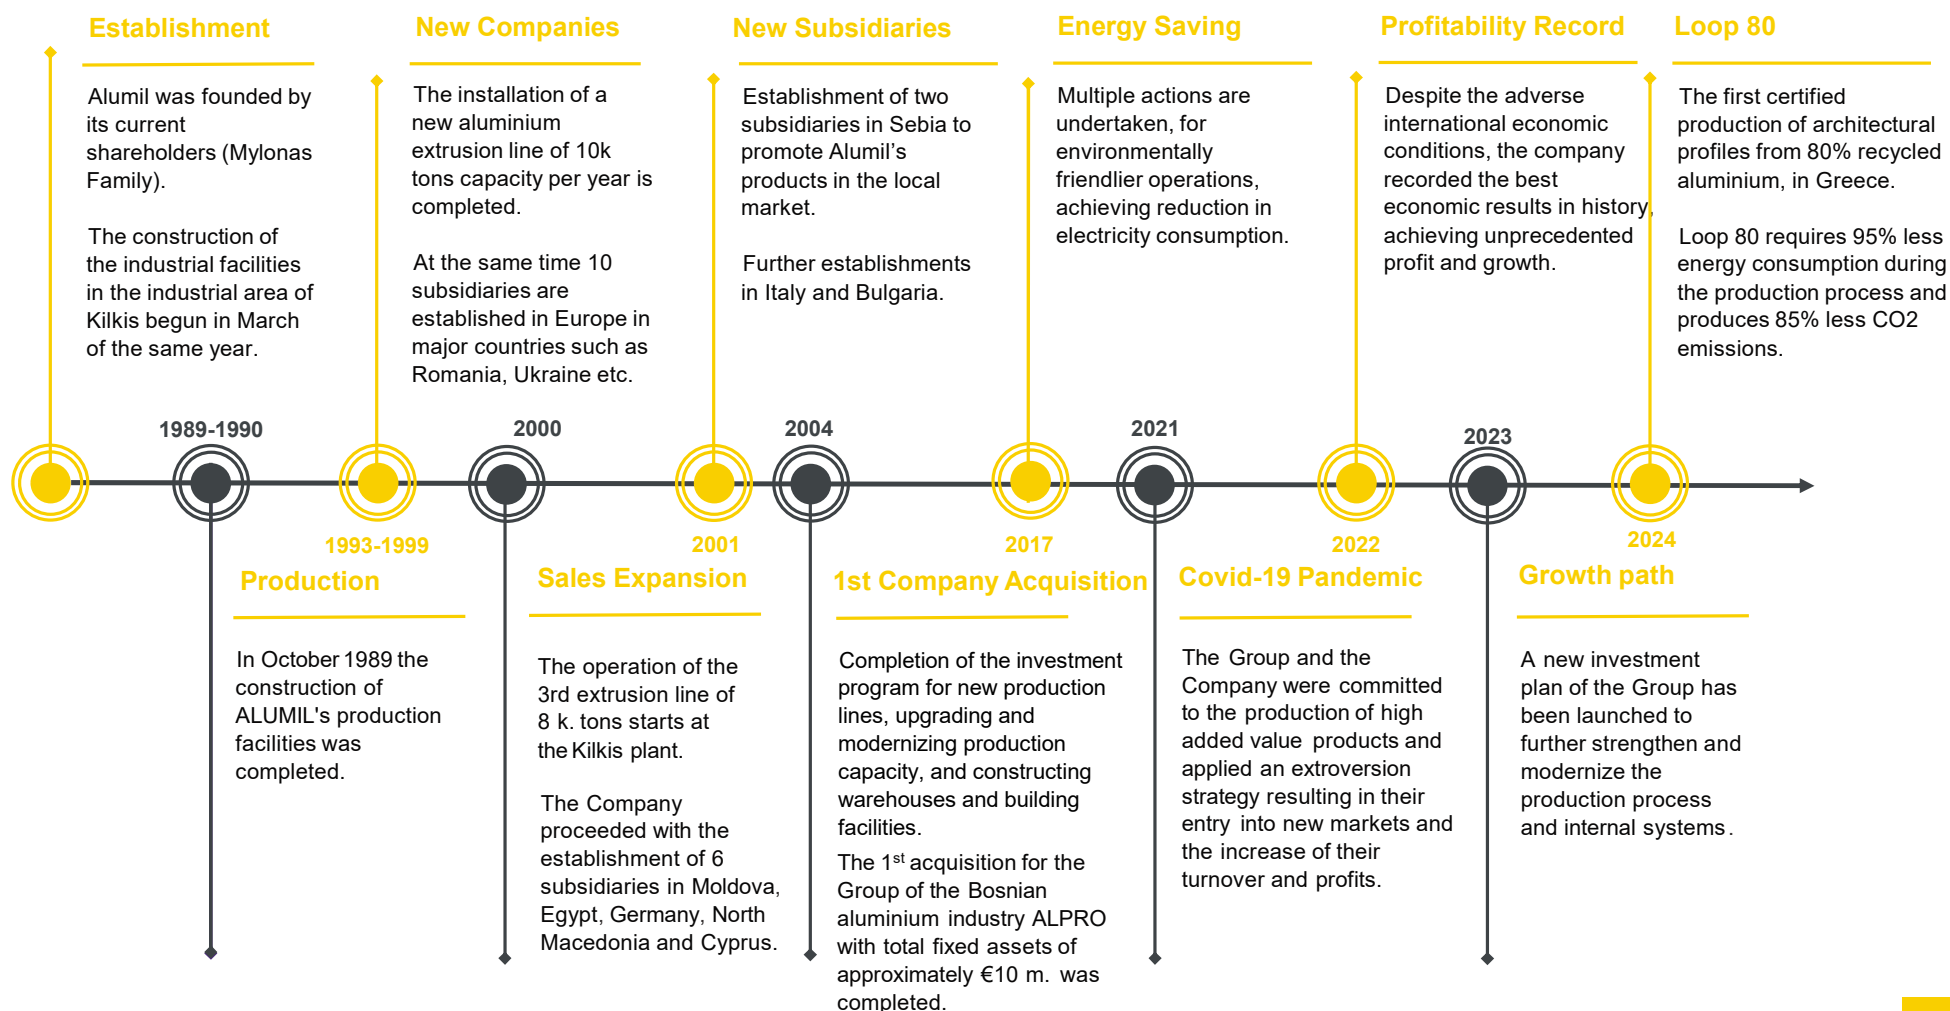 Establishment
Alumil was founded by
its current
shareholders (Mylonas
Family).
The construction of
the industrial facilities
in the industrial area of
Kilkis begun in March
of the same year.
New Companies
The installation of a
new aluminium
extrusion line of 10k
tons capacity per year is
completed.
At the same time 10
subsidiaries are
established in Europe in
major countries such as
Romania, Ukraine etc.
New Subsidiaries
Establishment of two
subsidiaries in Sebia to
promote Alumil’s
products in the local
market.
Further establishments
in Italy and Bulgaria.
Energy Saving
Multiple actions are
undertaken, for
environmentally
friendlier operations,
achieving reduction in
electricity consumption.
Profitability Record
Despite the adverse
international economic
conditions, the company
recorded the best
economic results in history,
achieving unprecedented
profit and growth.
Loop 80
The first certified
production of architectural
profiles from 80% recycled
aluminium, in Greece.
Loop 80 requires 95% less
energy consumption during
the production process and
produces 85% less CO2
emissions.
1989-1990
2000
2004
2021
2023
1993-1999
2001
2017
2022
2024
Production
In October 1989 the
construction of
ALUMIL's production
facilities was
completed.
Sales Expansion
The operation of the
3rd extrusion line of
8 k. tons starts at
the Kilkis plant.
The Company
proceeded with the
establishment of 6
subsidiaries in Moldova,
Egypt, Germany, North
Macedonia and Cyprus.
1st Company Acquisition
Completion of the investment
program for new production
lines, upgrading and
modernizing production
capacity, and constructing
warehouses and building
facilities.
The 1st acquisition for the
Group of the Bosnian
aluminium industry ALPRO
with total fixed assets of
approximately €10 m. was
completed.
Covid-19 Pandemic
The Group and the
Company were committed
to the production of high
added value products and
applied an extroversion
strategy resulting in their
entry into new markets and
the increase of their
turnover and profits.
Growth path
A new investment
plan of the Group has
been launched to
further strengthen and
modernize the
production process
and internal systems.